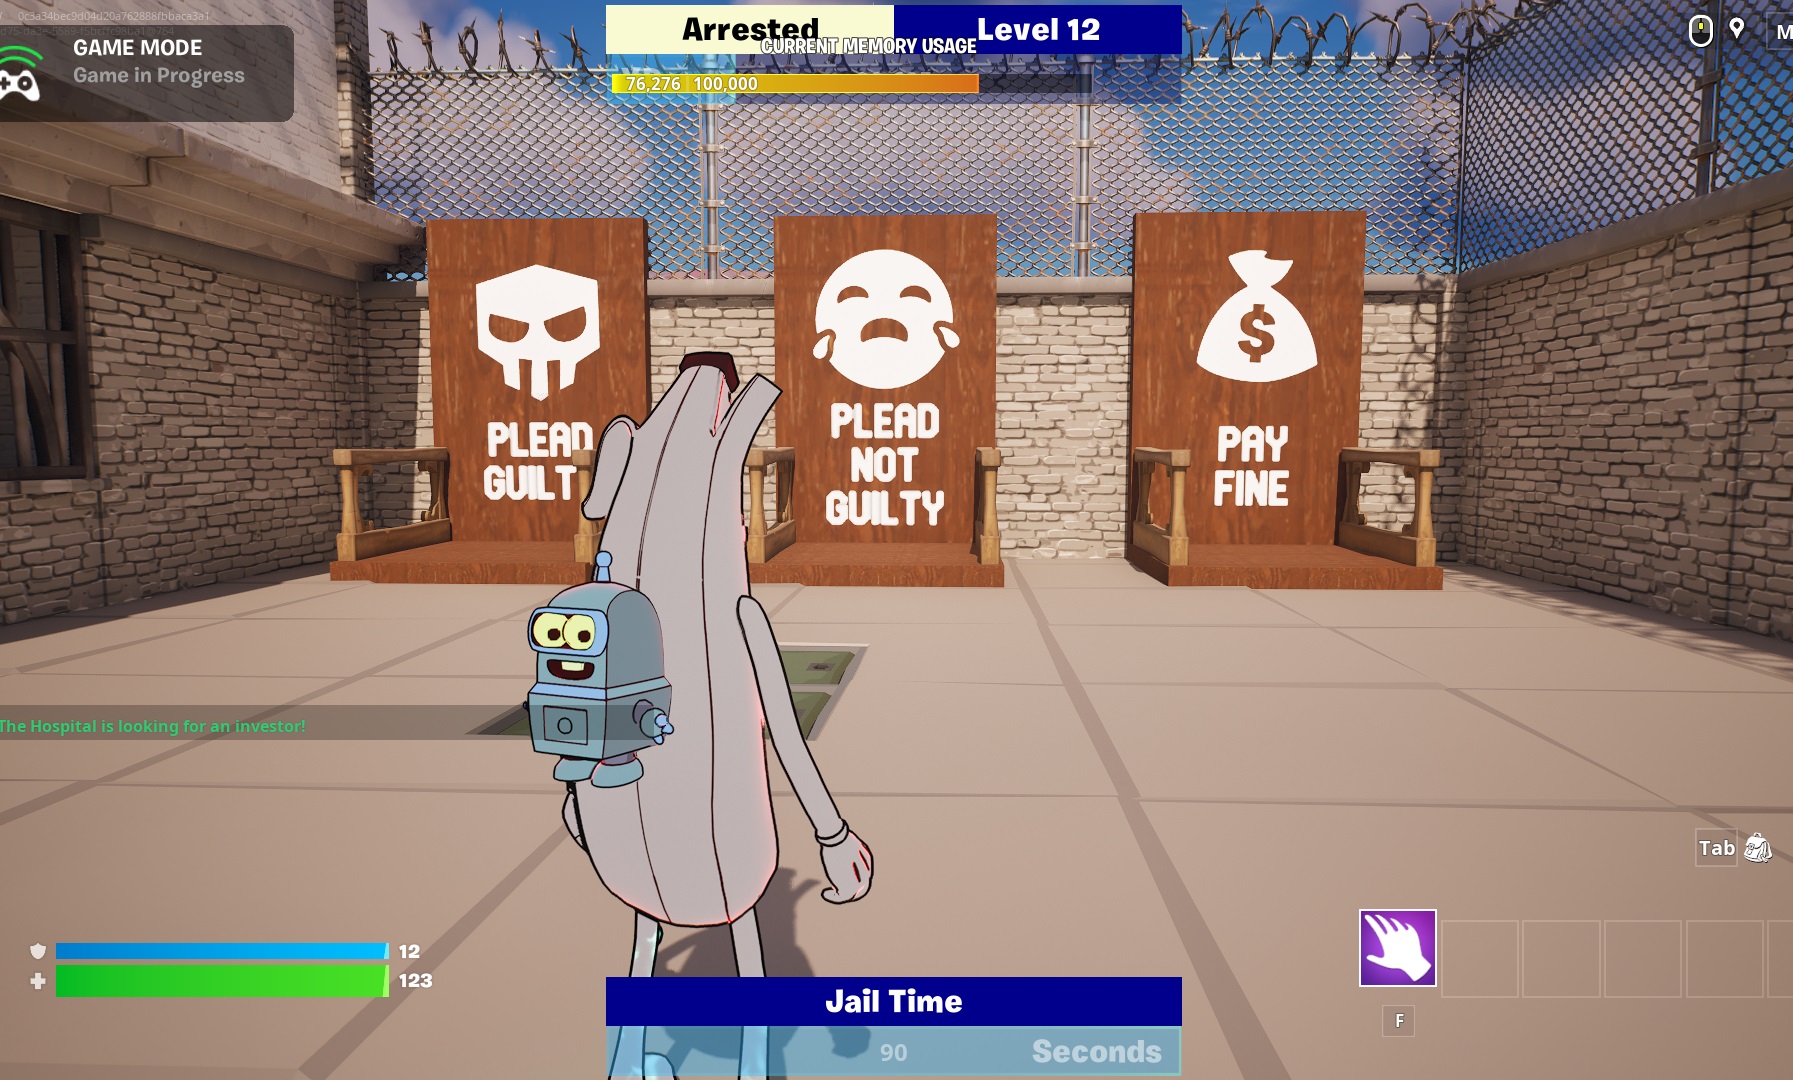 0c3a34bec9d04d20a762888fbbaca3a1
GAME MODE
Game in Progress
Arrested
Level 12
CURRENT MEMORY USAGE
76,276 100,000
M
PLEAD
GUILT
PLEAD
NOT
GUILTY
$
PAY
FINE
The Hospital is looking for an investor!
Tab
12
123
F
Jail Time
90 Seconds